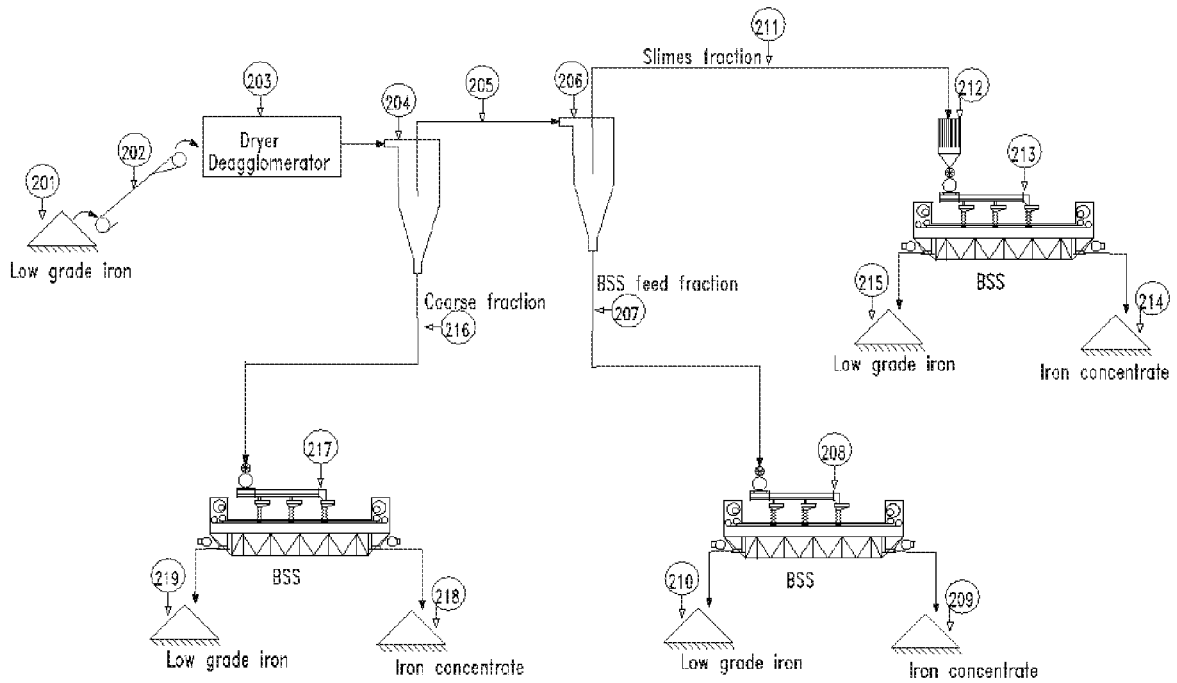 211
Slimes fraction
203
204
205
206
212
202
Dryer
Deagglomerator
213
201
Low grade iron
BSS
BSS feed fraction
Coarse fraction
207
215
214
216
Low grade iron
Iron concentrate
217
208
BSS
BSS
219
218
210
209
Low grade iron
Iron concentrate
Low grade iron
Iron concentrate